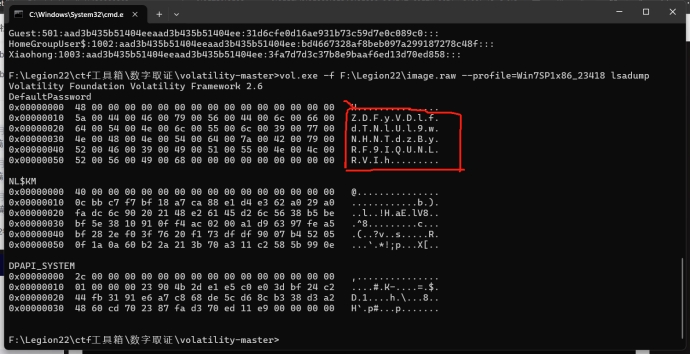 C:\Windows\System32\cmd.e
Guest:501:aad3b435b51404eeaad3b435b51404ee:31d6cfe0d16ae931b73c59d7e0c089c0:::
HomeGroupUser$:1002:aad3b435b51404eeaad3b435b51404ee:bd4667328af8beb097a299187278c48f:::
Xiaohong:1003:aad3b435b51404eeaad3b435b51404ee:3fa7d7d3c37b8e9baaf6ed13d70ed858:::
F:\Legion22\ctf工具箱\数字取证\volatility-master>vol.exe -f F:\Legion22\image.raw --profile=Win7SP1x86_23418 lsadump
Volatility Foundation Volatility Framework 2.6
DefaultPassword
0x00000000 48 00 00 00 00 00 00 00 00 00 00 00 00 00 00 00 H...............
0x00000010 5a 00 44 00 46 00 79 00 56 00 44 00 6c 00 66 00 Z.D.F.y.V.D.l.f.
0x00000020 64 00 54 00 4e 00 6c 00 55 00 6c 00 39 00 77 00 d.T.N.l.U.l.9.w.
0x00000030 4e 00 48 00 4e 00 54 00 64 00 7a 00 42 00 79 00 N.H.N.T.d.z.B.y.
0x00000040 52 00 46 00 39 00 49 00 51 00 55 00 4e 00 4c 00 R.F.9.I.Q.U.N.L.
0x00000050 52 00 56 00 49 00 68 00 00 00 00 00 00 00 00 00 R.V.I.h.........
NL$KM
0x00000000 40 00 00 00 00 00 00 00 00 00 00 00 00 00 00 00 @...............
0x00000010 0c bb c7 f7 bf 18 a7 ca 88 e1 d4 e3 62 a0 29 a0 ............b.).
0x00000020 fa dc 6c 90 20 21 48 e2 61 45 d2 6c 56 38 b5 be ..l..!H.aE.lV8..
0x00000030 bf 5e 38 10 91 0f f4 ac 02 00 a1 d9 63 97 fe a5 .^8.........c...
0x00000040 bf 28 2e f0 3f 76 20 f1 73 df df 90 07 b4 52 05 .(..?v..s.....R.
0x00000050 0f 1a 0a 60 b2 2a 21 3b 70 a3 11 c2 58 5b 99 0e ...`.*!;p...X[..
DPAPI_SYSTEM
0x00000000 2c 00 00 00 00 00 00 00 00 00 00 00 00 00 00 00 ,...............
0x00000010 01 00 00 00 23 90 4b 2d e1 e5 c0 e0 3d bf 24 c2 ....#.K-....=.$.
0x00000020 44 fb 31 91 e6 a7 c8 68 de 5c d6 8c b3 38 d3 a2 D.1....h.\...8..
0x00000030 48 60 cd 70 23 87 fa d3 70 ed 11 e9 00 00 00 00 H`.p#...p.......
F:\Legion22\ctf工具箱\数字取证\volatility-master>